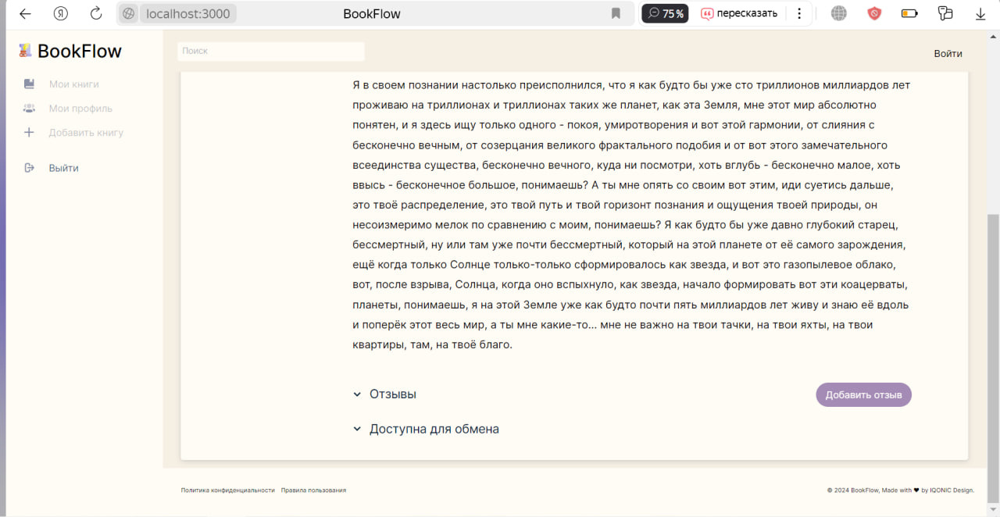 Я
localhost:3000
BookFlow
75 %
пересказать
BookFlow
Поиск
Войти
Мои книги
Мои профиль
Добавить книгу
Выйти
Я в своем познании настолько преисполнился, что я как будто бы уже сто триллионов миллиардов лет
проживаю на триллионах и триллионах таких же планет, как эта Земля, мне этот мир абсолютно
понятен, и я здесь ищу только одного - покоя, умиротворения и вот этой гармонии, от слияния с
бесконечно вечным, от созерцания великого фрактального подобия и от вот этого замечательного
всеединства существа, бесконечно вечного, куда ни посмотри, хоть вглубь - бесконечно малое, хоть
ввысь - бесконечное большое, понимаешь? А ты мне опять со своим вот этим, иди суетись дальше,
это твоё распределение, это твой путь и твой горизонт познания и ощущения твоей природы, он
несоизмеримо мелок по сравнению с моим, понимаешь? Я как будто бы уже давно глубокий старец,
бессмертный, ну или там уже почти бессмертный, который на этой планете от её самого зарождения,
ещё когда только Солнце только-только сформировалось как звезда, и вот это газопылевое облако,
вот, после взрыва, Солнца, когда оно вспыхнуло, как звезда, начало формировать вот эти коацерваты,
планеты, понимаешь, я на этой Земле уже как будто почти пять миллиардов лет живу и знаю её вдоль
и поперёк этот весь мир, а ты мне какие-то... мне не важно на твои тачки, на твои яхты, на твои
квартиры, там, на твоё благо.
Отзывы
Добавить отзыв
Доступна для обмена
Политика конфиденциальности Правила пользования
© 2024 BookFlow, Made with ❤ by IQONIC Design.